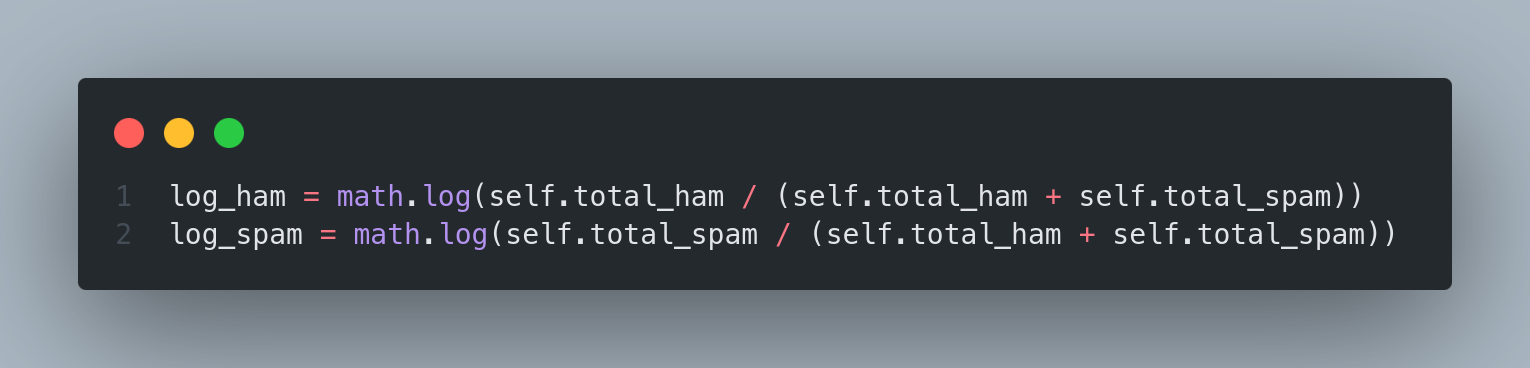 1 log_ham = math.log(self.total_ham / (self.total_ham + self.total_spam))
2 log_spam = math.log(self.total_spam / (self.total_ham + self.total_spam))